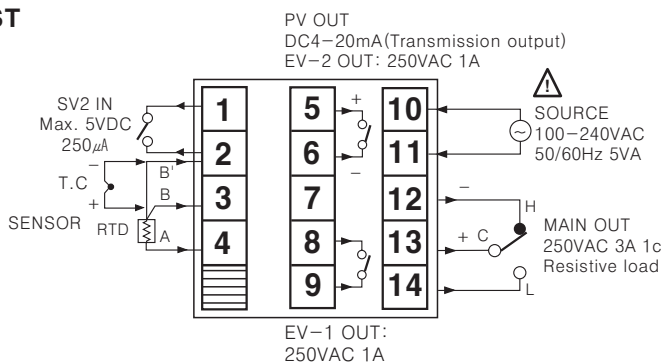 ST
PV OUT
DC4-20mA(Transmission output)
EV-2 OUT: 250VAC 1A
SV2 IN
Max. 5VDC
250㎂
1
2
3
4
5
6
7
8
9
10
11
12
13
14
+
−
SOURCE
100-240VAC
50/60Hz 5VA
−
T.C
+
B'
B
A
SENSOR
RTD
−
H
+ C
L
MAIN OUT
250VAC 3A 1c
Resistive load
EV-1 OUT:
250VAC 1A